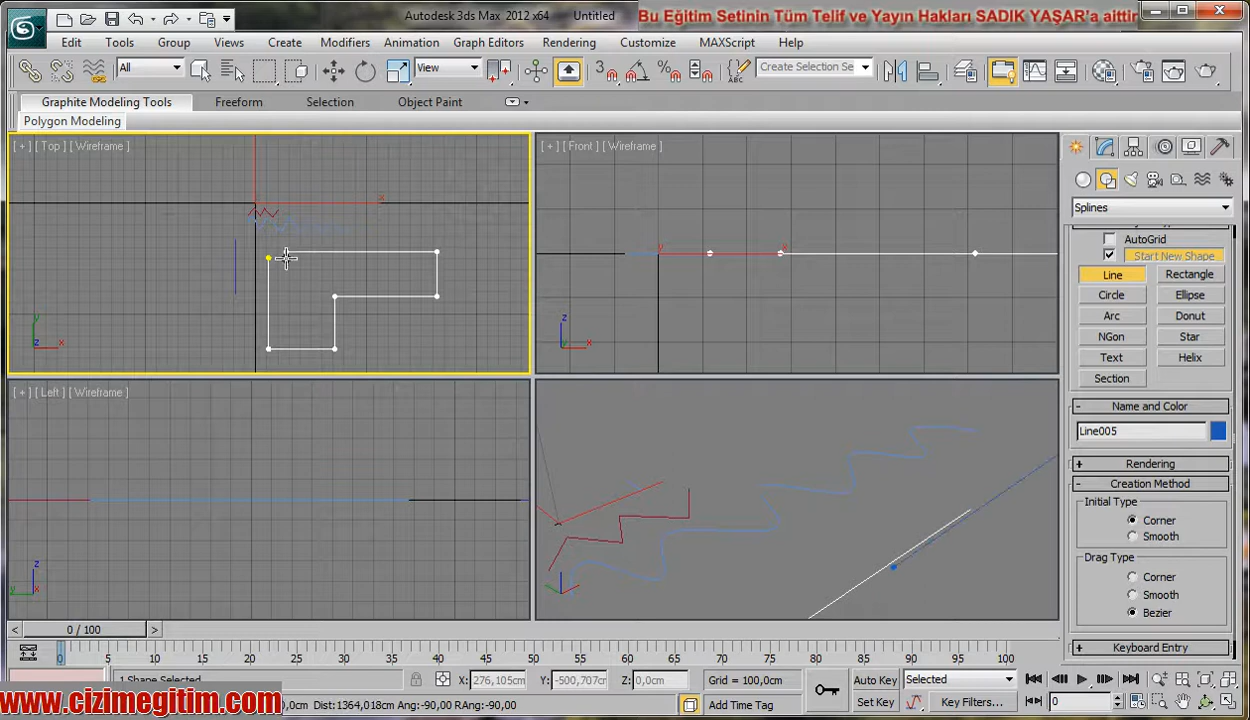 Autodesk 3ds Max 2012 x64 Untitled
Bu Eğitim Setinin Tüm Telif ve Yayın Hakları SADIK YAŞAR'a aittir
Edit Tools Group Views Create Modifiers Animation Graph Editors Rendering Customize MAXScript Help
All View 3 Create Selection Se
Graphite Modeling Tools Freeform Selection Object Paint
Polygon Modeling
[ + ] [ Top ] [ Wireframe ]
[ + ] [ Front ] [ Wireframe ]
[ + ] [ Left ] [ Wireframe ]
Splines
AutoGrid
Start New Shape
Line Rectangle
Circle Ellipse
Arc Donut
NGon Star
Text Helix
Section
- Name and Color
Line005
+ Rendering
- Creation Method
Initial Type
Corner
Smooth
Drag Type
Corner
Smooth
Bezier
+ Keyboard Entry
< 0 / 100 >
0 5 10 15 20 25 30 35 40 45 50 55 60 65 70 75 80 85 90 95 100
1 Shape Selected X: 276,105cm Y: -500,707cm Z: 0,0cm Grid = 100,0cm Auto Key Selected
www.cizimegitim.com 0,0cm Dist:1364,018cm Ang:-90,00 RAng:-90,00 Add Time Tag Set Key Key Filters... 0